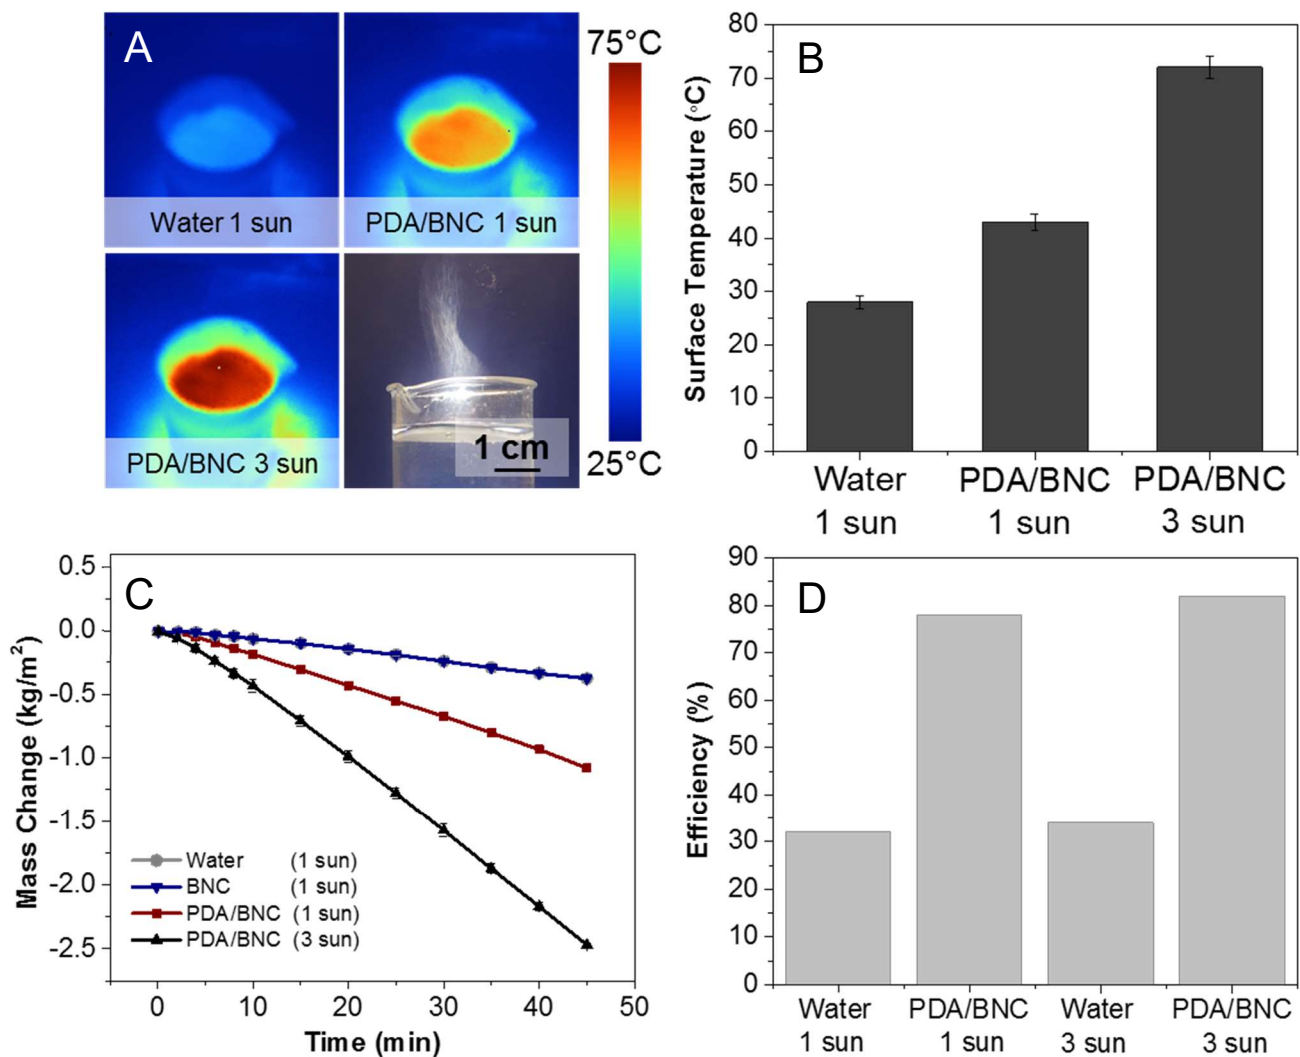 A
Water 1 sun
PDA/BNC 1 sun
PDA/BNC 3 sun
1 cm
75°C
25°C
B
Surface Temperature (°C)
80
70
60
50
40
30
20
10
0
Water
1 sun
PDA/BNC
1 sun
PDA/BNC
3 sun
C
Mass Change (kg/m²)
0.5
0.0
-0.5
-1.0
-1.5
-2.0
-2.5
Water (1 sun)
BNC (1 sun)
PDA/BNC (1 sun)
PDA/BNC (3 sun)
0 10 20 30 40 50
Time (min)
D
Efficiency (%)
90
80
70
60
50
40
30
20
10
0
Water
1 sun
PDA/BNC
1 sun
Water
3 sun
PDA/BNC
3 sun